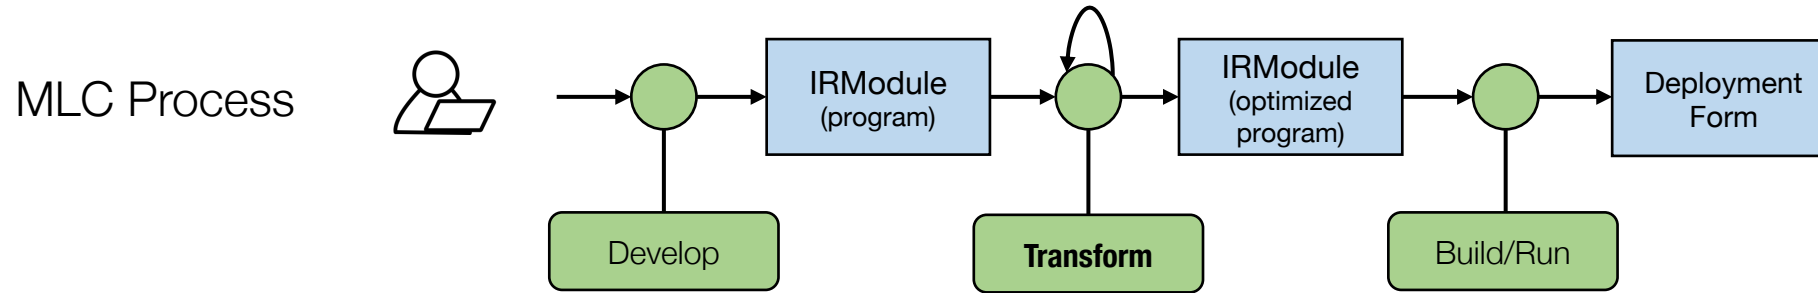 MLC Process
IRModule
(program)
IRModule
(optimized
program)
Deployment
Form
Develop
Transform
Build/Run